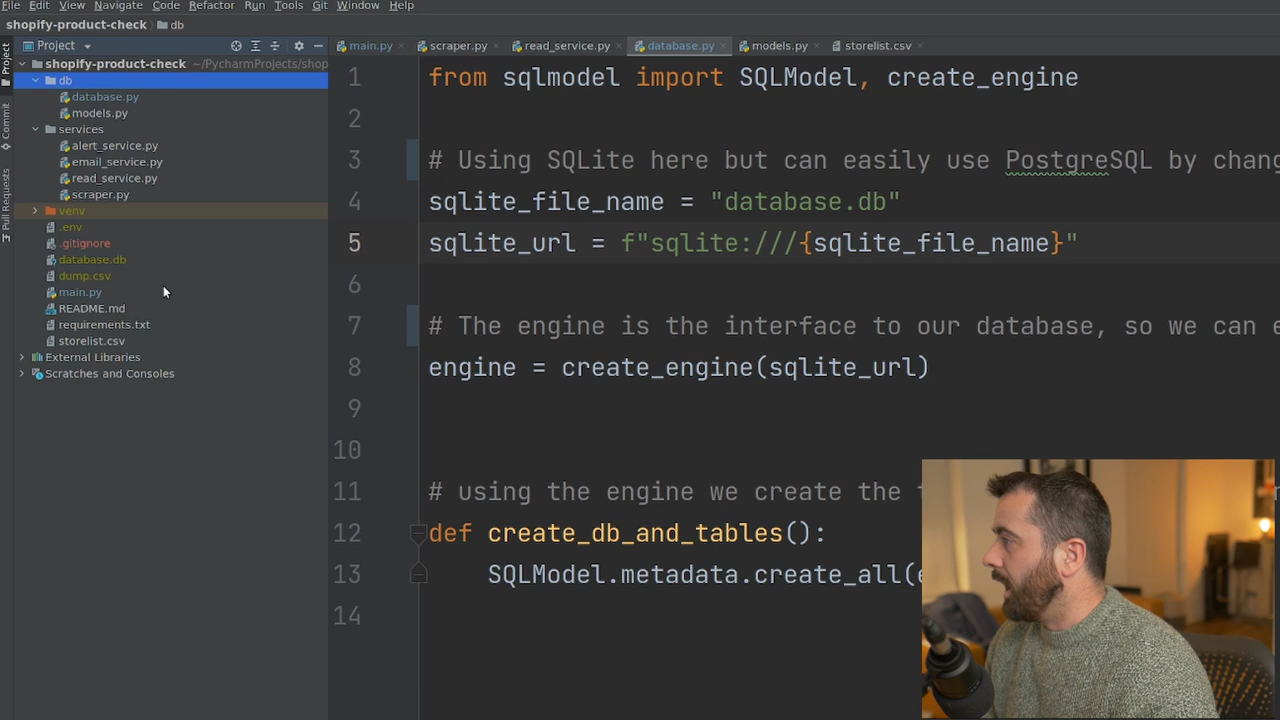 File Edit View Navigate Code Refactor Run Tools Git Window Help
shopify-product-check db
Project
main.py scraper.py read_service.py database.py models.py storelist.csv
Project
Commit
Pull Requests
shopify-product-check ~/PycharmProjects/shop
db
database.py
models.py
services
alert_service.py
email_service.py
read_service.py
scraper.py
venv
.env
.gitignore
database.db
dump.csv
main.py
README.md
requirements.txt
storelist.csv
External Libraries
Scratches and Consoles
1 from sqlmodel import SQLModel, create_engine
2
3 # Using SQLite here but can easily use PostgreSQL by chang
4 sqlite_file_name = "database.db"
5 sqlite_url = f"sqlite:///{sqlite_file_name}"
6
7 # The engine is the interface to our database, so we can e
8 engine = create_engine(sqlite_url)
9
10
11 # using the engine we create the
12 def create_db_and_tables():
13 SQLModel.metadata.create_all(
14